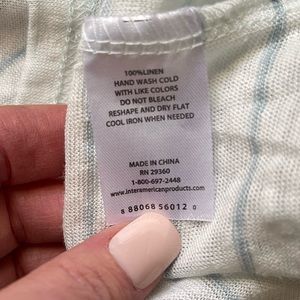 100%LINEN
HAND WASH COLD
WITH LIKE COLORS
DO NOT BLEACH
RESHAPE AND DRY FLAT
COOL IRON WHEN NEEDED
MADE IN CHINA
RN 29360
1-800-697-2448
www.interamericanproducts.com
8 88068 56012 0